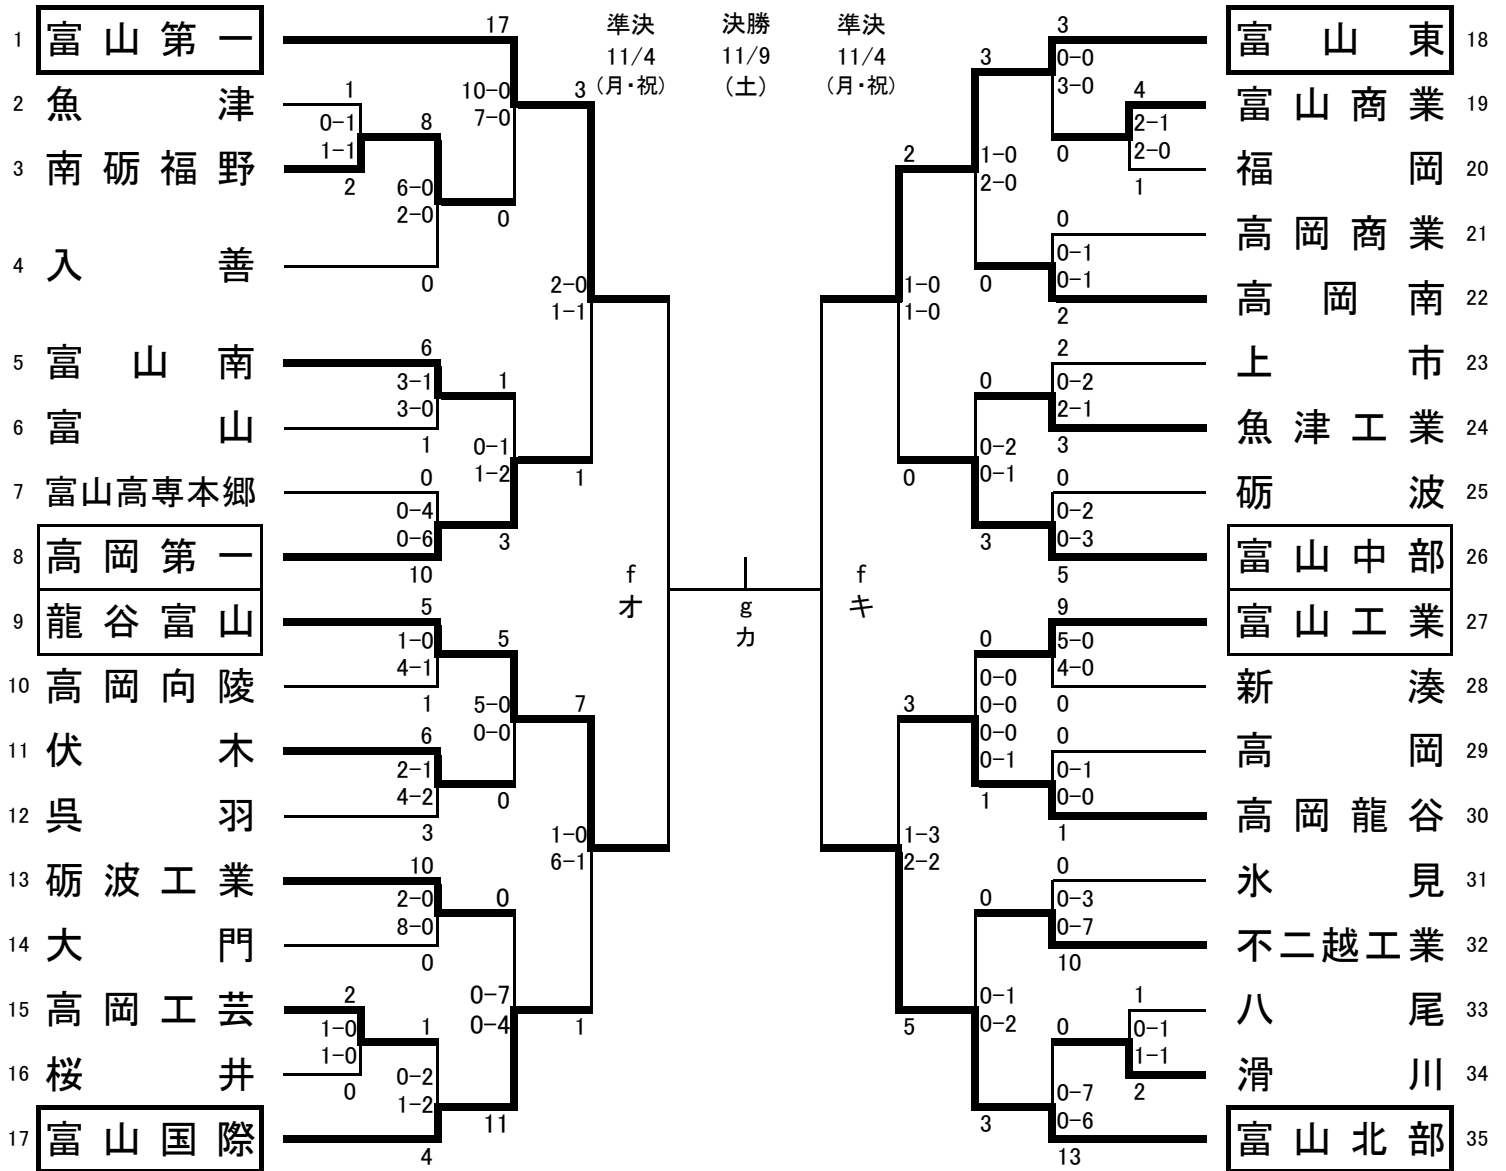 準決 決勝 準決
11/4 11/9 11/4
(月・祝) (土) (月・祝)
1 富山第一 17
10-0
7-0
3
2 魚津 1
0-1
1-1
8
3 南砺福野 2
6-0
2-0
0
4 入善 0
2-0
1-1
5 富山南 6
3-1
3-0
1
6 富山 1
0-1
1-2
1
7 富山高専本郷 0
0-4
0-6
3
8 高岡第一 10
f
オ
9 龍谷富山 5
1-0
4-1
5
10 高岡向陵 1
5-0
0-0
7
11 伏木 6
2-1
4-2
0
12 呉羽 3
1-0
6-1
13 砺波工業 10
2-0
8-0
0
14 大門 0
0-7
0-4
1
15 高岡工芸 2
1-0
1-0
1
16 桜井 0
0-2
1-2
11
17 富山国際 4
g
カ
3 富山東 18
0-0
3-0
3
4 富山商業 19
2-1
2-0
0
1 福岡 20
1-0
2-0
2
0 高岡商業 21
0-1
0-1
0
2 高岡南 22
1-0
1-0
2 上市 23
0-2
2-1
0
3 魚津工業 24
0-2
0-1
0
0 砺波 25
0-2
0-3
3
5 富山中部 26
f
キ
9 富山工業 27
5-0
4-0
0
0 新湊 28
0-0
0-0
0-0
0-1
3
0 高岡 29
0-1
0-0
1
1 高岡龍谷 30
1-3
2-2
0 氷見 31
0-3
0-7
0
10 不二越工業 32
0-1
0-2
5
1 八尾 33
0-1
1-1
0
2 滑川 34
0-7
0-6
3
13 富山北部 35